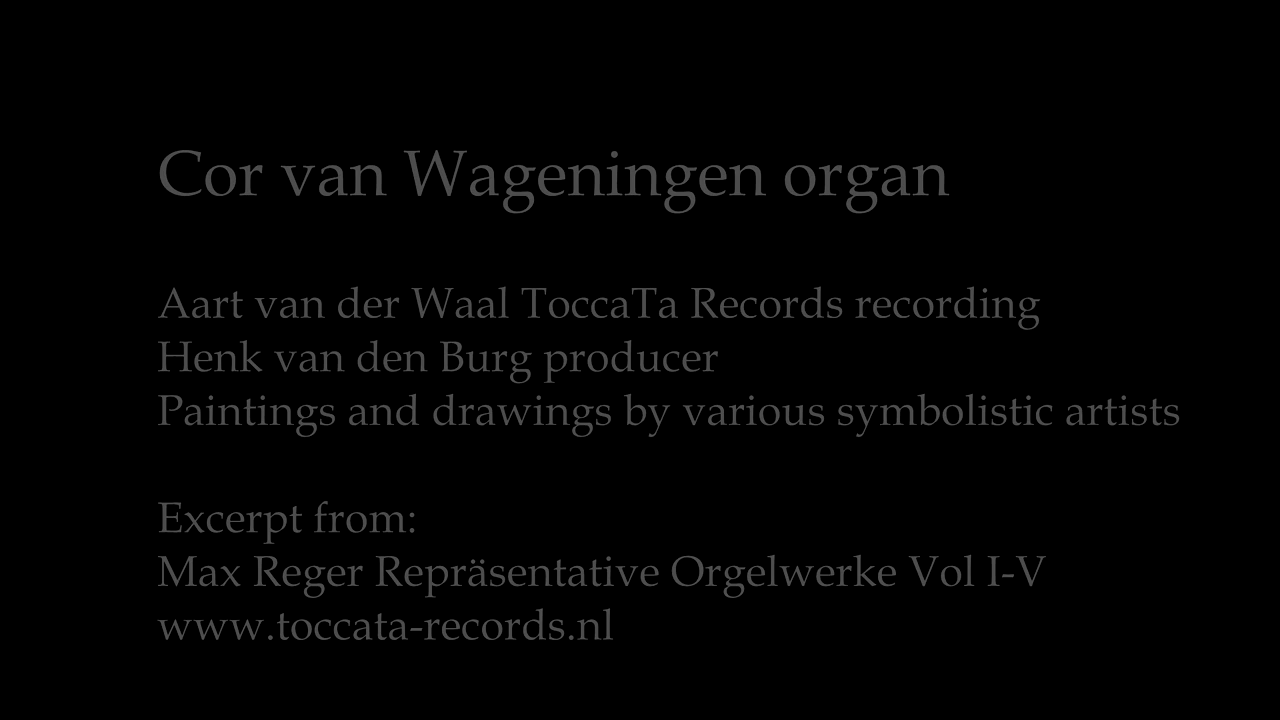 Cor van Wageningen organ
Aart van der Waal ToccaTa Records recording
Henk van den Burg producer
Paintings and drawings by various symbolistic artists
Excerpt from:
Max Reger Repräsentative Orgelwerke Vol I-V
www.toccata-records.nl